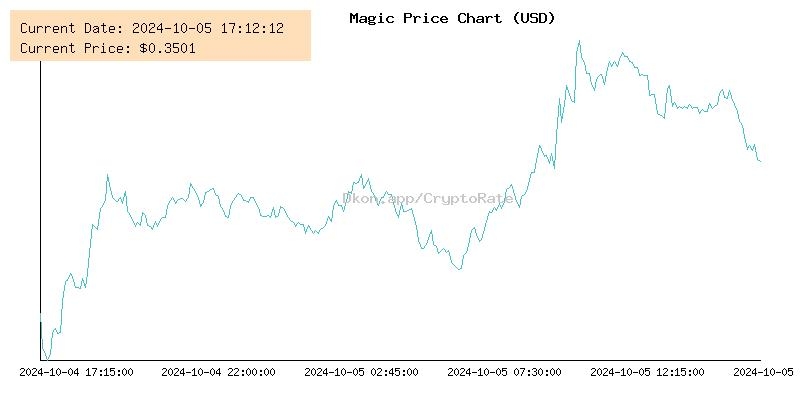 Magic Price Chart (USD)
Current Date: 2024-10-05 17:12:12
Current Price: $0.3501
Dkon.app/CryptoRate
2024-10-04 17:15:00 2024-10-04 22:00:00 2024-10-05 02:45:00 2024-10-05 07:30:00 2024-10-05 12:15:00 2024-10-05